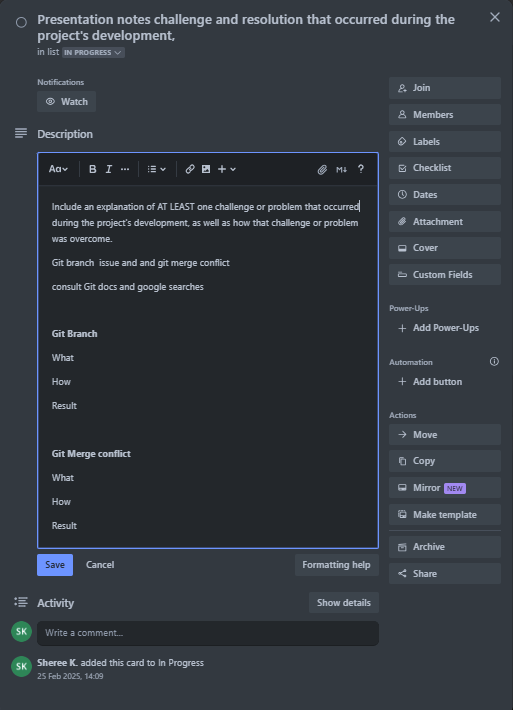 Presentation notes challenge and resolution that occurred during the
project's development,
in list IN PROGRESS
Notifications
Watch
Description
Aa B I ... M↓ ?
Include an explanation of AT LEAST one challenge or problem that occurred
during the project's development, as well as how that challenge or problem
was overcome.
Git branch  issue and and git merge conflict
consult Git docs and google searches
Git Branch
What
How
Result
Git Merge conflict
What
How
Result
Save
Cancel
Formatting help
Activity
Show details
SK
Write a comment...
SK
Sheree K. added this card to In Progress
25 Feb 2025, 14:09
Join
Members
Labels
Checklist
Dates
Attachment
Cover
Custom Fields
Power-Ups
+ Add Power-Ups
Automation
+ Add button
Actions
Move
Copy
Mirror NEW
Make template
Archive
Share